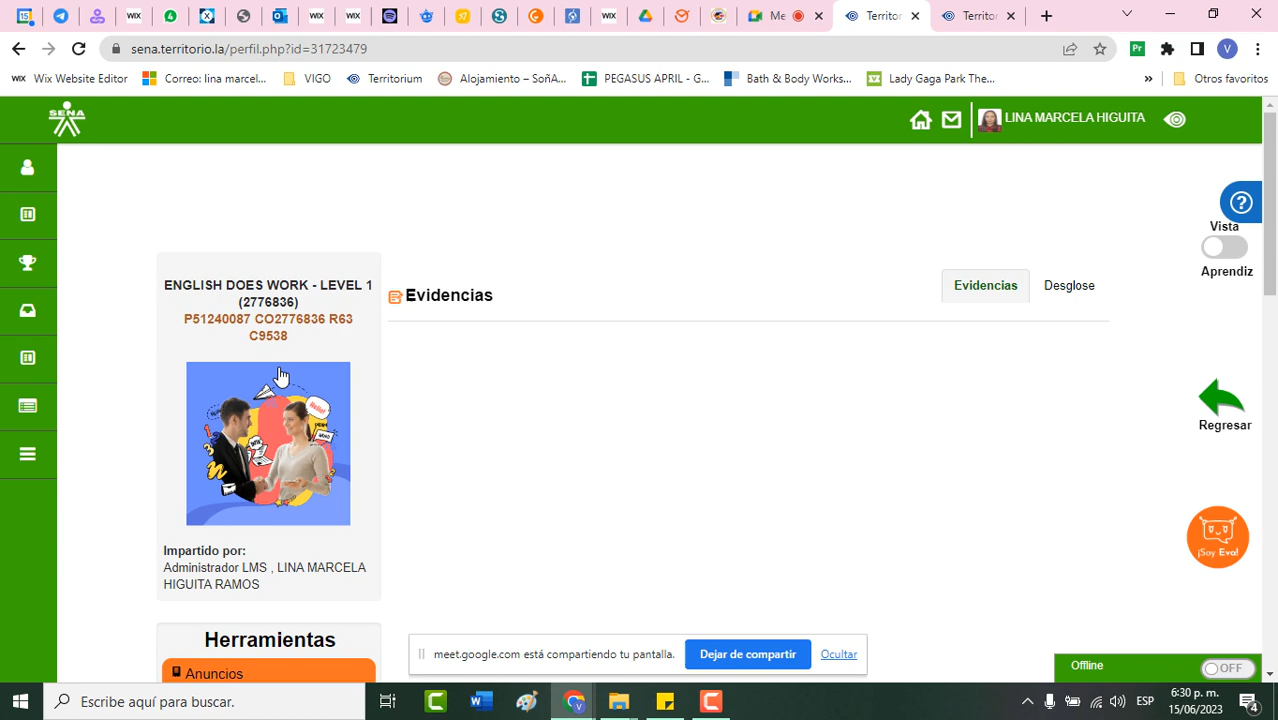 Me
Territor
Territor
sena.territorio.la/perfil.php?id=31723479
Pr
V
WIX Wix Website Editor
Correo: lina marcel...
VIGO
Territorium
Alojamiento – SoñA...
PEGASUS APRIL - G...
Bath & Body Works...
Lady Gaga Park The...
»
Otros favoritos
SENA
LINA MARCELA HIGUITA
?
Vista
Aprendiz
ENGLISH DOES WORK - LEVEL 1
(2776836)
P51240087 CO2776836 R63
C9538
Evidencias
Evidencias
Desglose
Hello!
Regresar
¡Soy Eva!
Impartido por:
Administrador LMS , LINA MARCELA
HIGUITA RAMOS
Herramientas
Anuncios
meet.google.com está compartiendo tu pantalla.
Dejar de compartir
Ocultar
Offline
OFF
Escribe aquí para buscar.
ESP
6:30 p. m.
15/06/2023
4